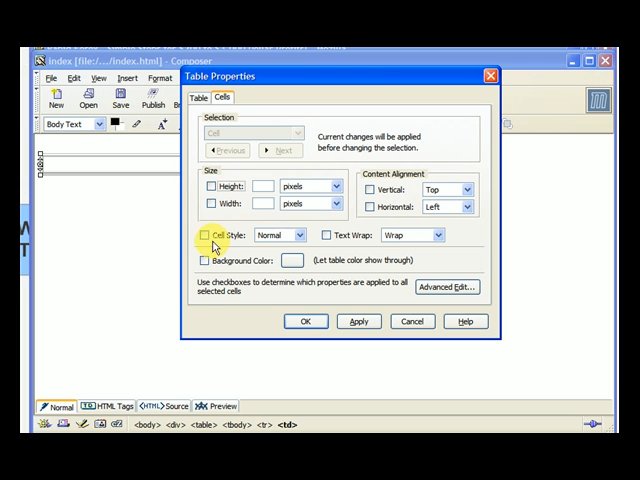 index [file:/.../index.html] - Composer
File Edit View Insert Format
New Open Save Publish
Body Text
Table Properties
Table Cells
Selection
Cell
Previous Next
Current changes will be applied
before changing the selection.
Size
Height: pixels
Width: pixels
Content Alignment
Vertical: Top
Horizontal: Left
Cell Style: Normal Text Wrap: Wrap
Background Color: (Let table color show through)
Use checkboxes to determine which properties are applied to all
selected cells
Advanced Edit...
OK Apply Cancel Help
Normal HTML Tags <HTML> Source Preview
<body> <div> <table> <tbody> <tr> <td>